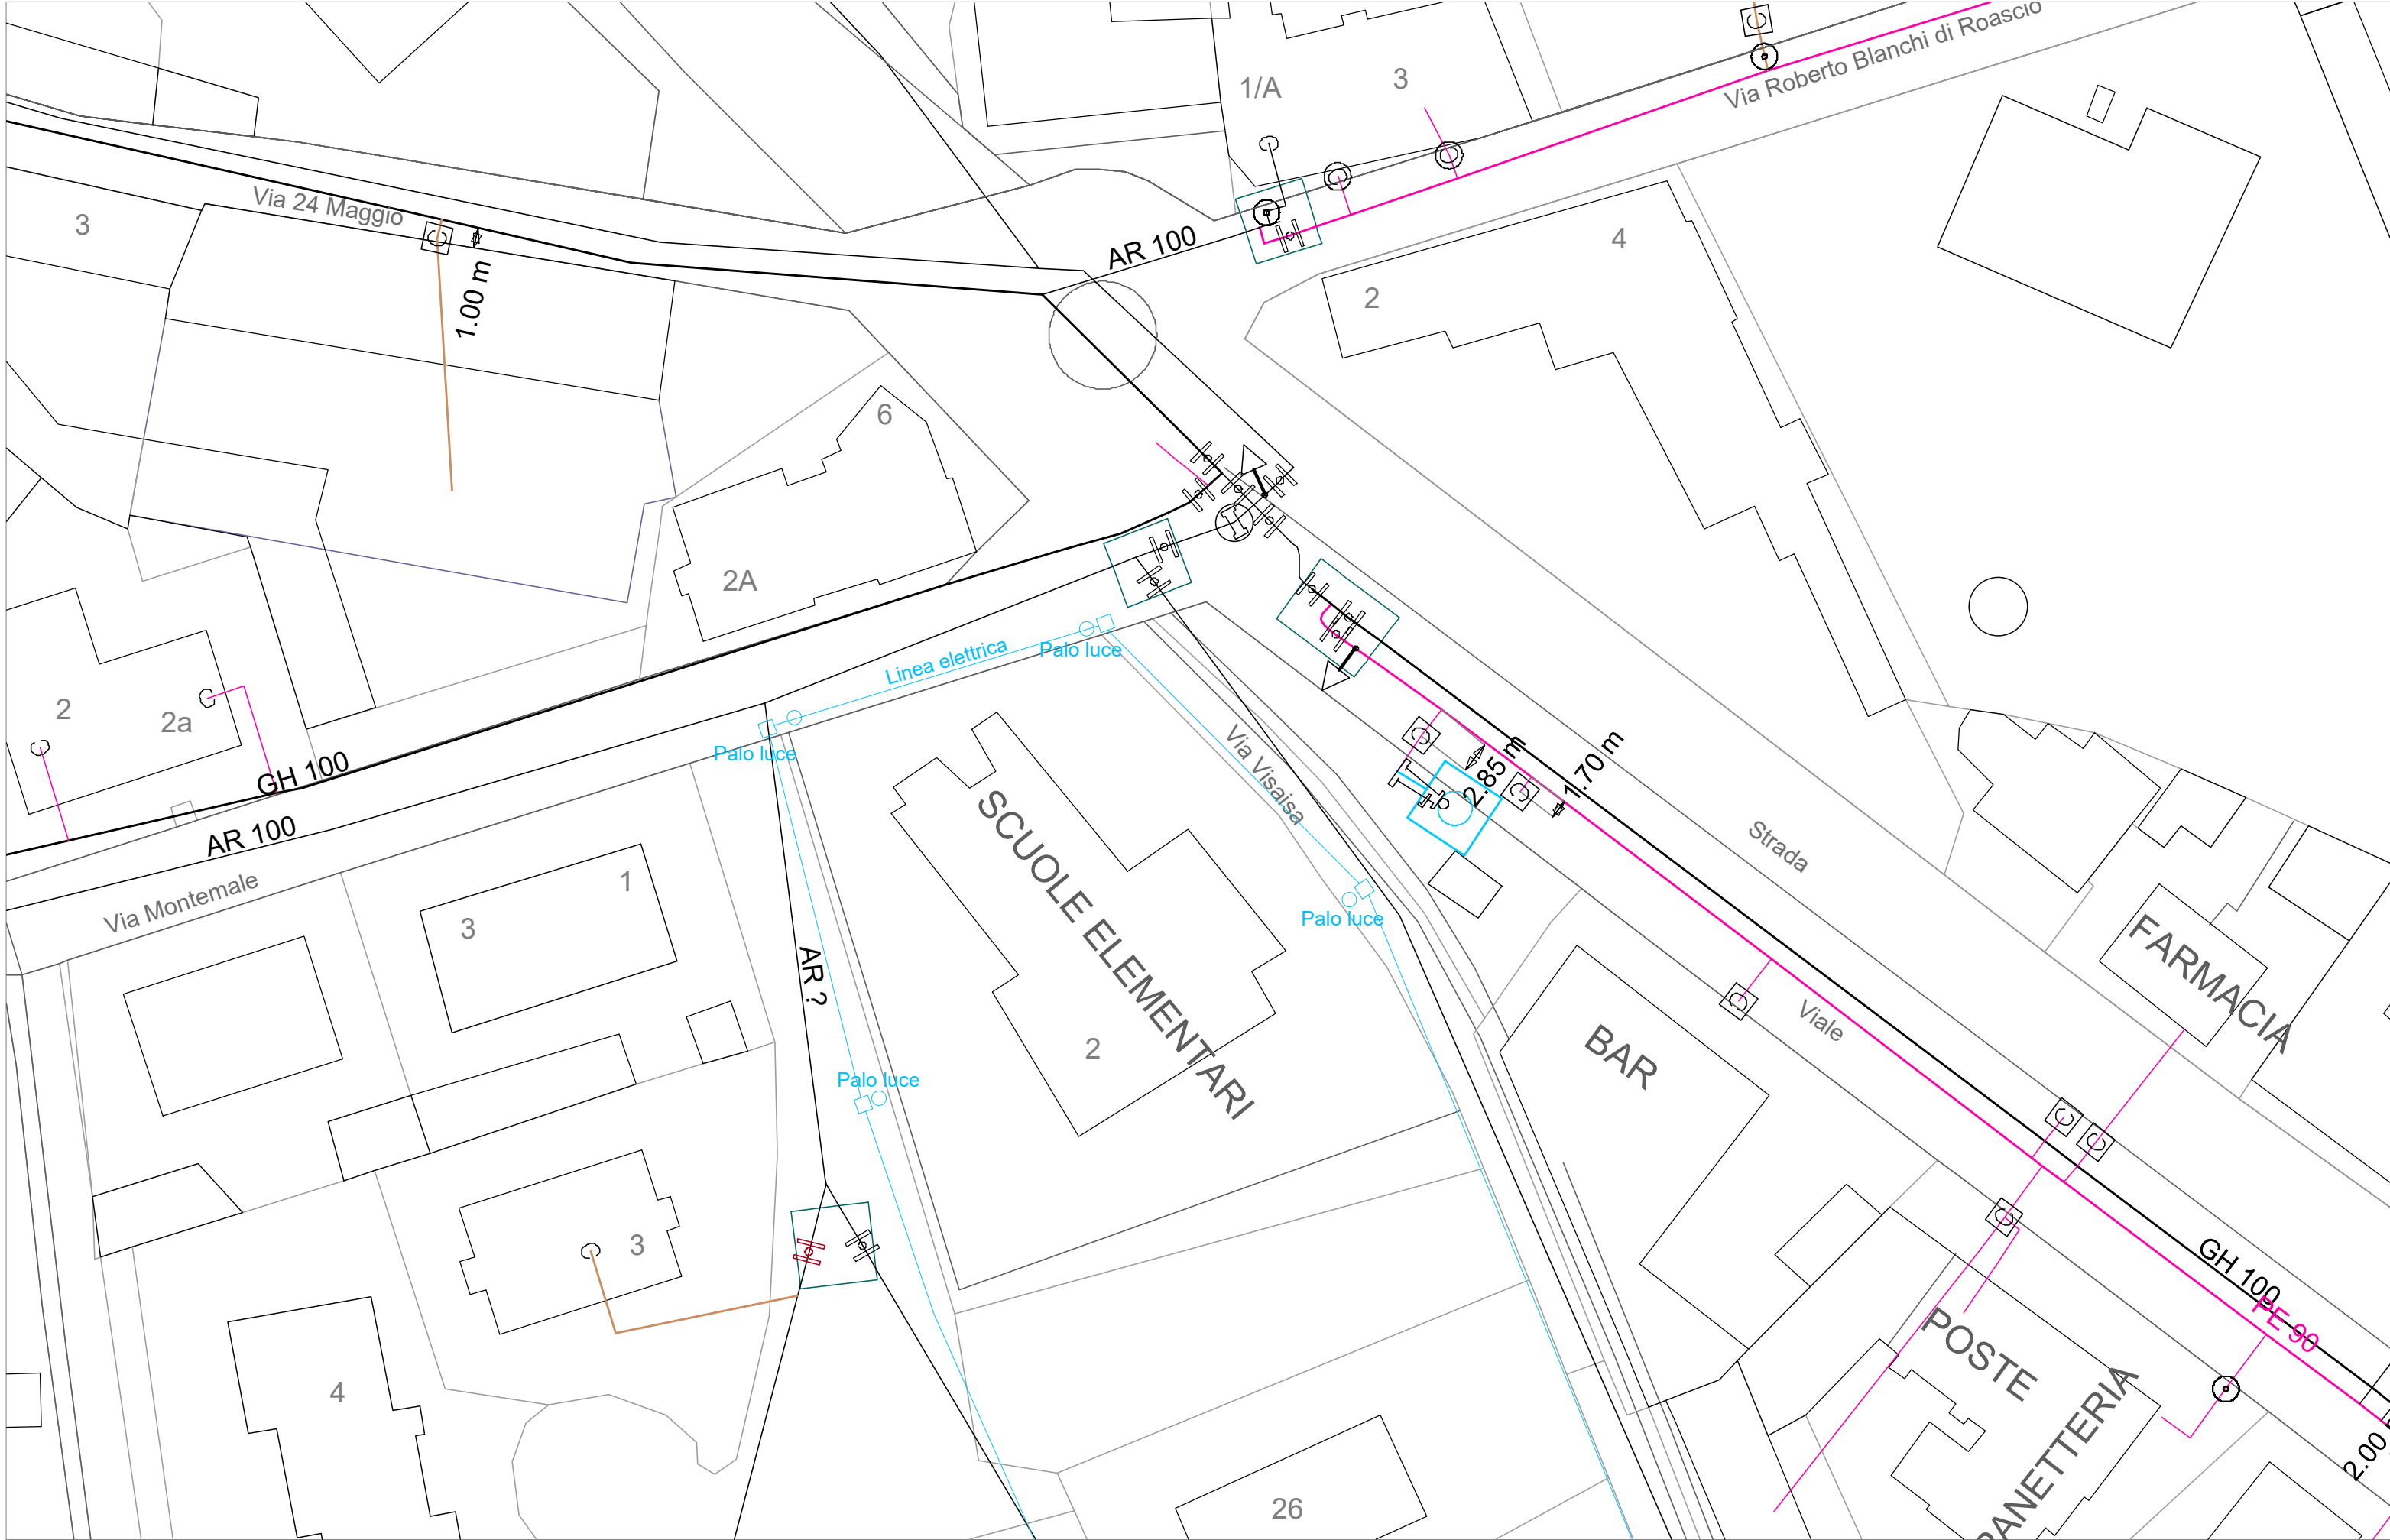 Via Roberto Blanchi di Roascio
1/A
3
Via 24 Maggio
3
AR 100
4
1.00 m
2
6
2A
Linea elettrica
Palo luce
2
2a
Palo luce
GH 100
AR 100
Via Visaisa
2.85 m
1.70 m
Strada
SCUOLE ELEMENTARI
1
3
Via Montemale
Palo luce
FARMACIA
AR ?
Viale
BAR
2
Palo luce
3
GH 100
PE 90
POSTE
4
PANETTERIA
2.00
26